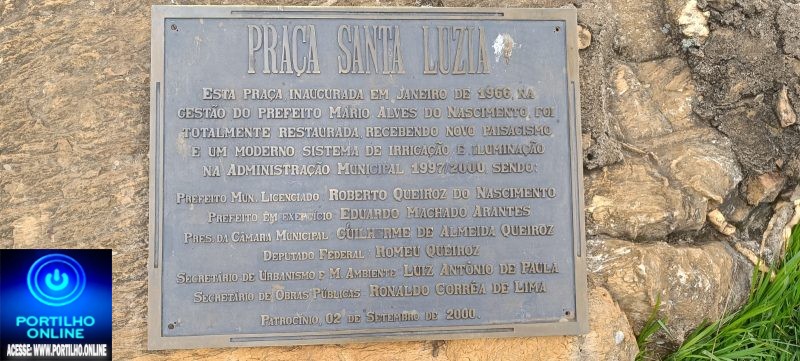 PRAÇA SANTA LUZIA
ESTA PRAÇA INAUGURADA EM JANEIRO DE 1966, NA
GESTÃO DO PREFEITO MÁRIO ALVES DO NASCIMENTO, FOI
TOTALMENTE RESTAURADA, RECEBENDO NOVO PAISAGISMO
E UM MODERNO SISTEMA DE IRRIGAÇÃO E ILUMINAÇÃO
NA ADMINISTRAÇÃO MUNICIPAL 1997/2000, SENDO:
PREFEITO MUN. LICENCIADO ROBERTO QUEIROZ DO NASCIMENTO
PREFEITO EM EXERCÍCIO EDUARDO MACHADO ARANTES
PRES. DA CÂMARA MUNICIPAL GUILHERME DE ALMEIDA QUEIROZ
DEPUTADO FEDERAL ROMEU QUEIROZ
SECRETÁRIO DE URBANISMO E M. AMBIENTE LUIZ ANTÔNIO DE PAULA
SECRETÁRIO DE OBRAS PÚBLICAS RONALDO CORRÊA DE LIMA
PATROCÍNIO, 02 DE SETEMBRO DE 2000.
PORTILHO
ONLINE
ACESSE: WWW.PORTILHO.ONLINE